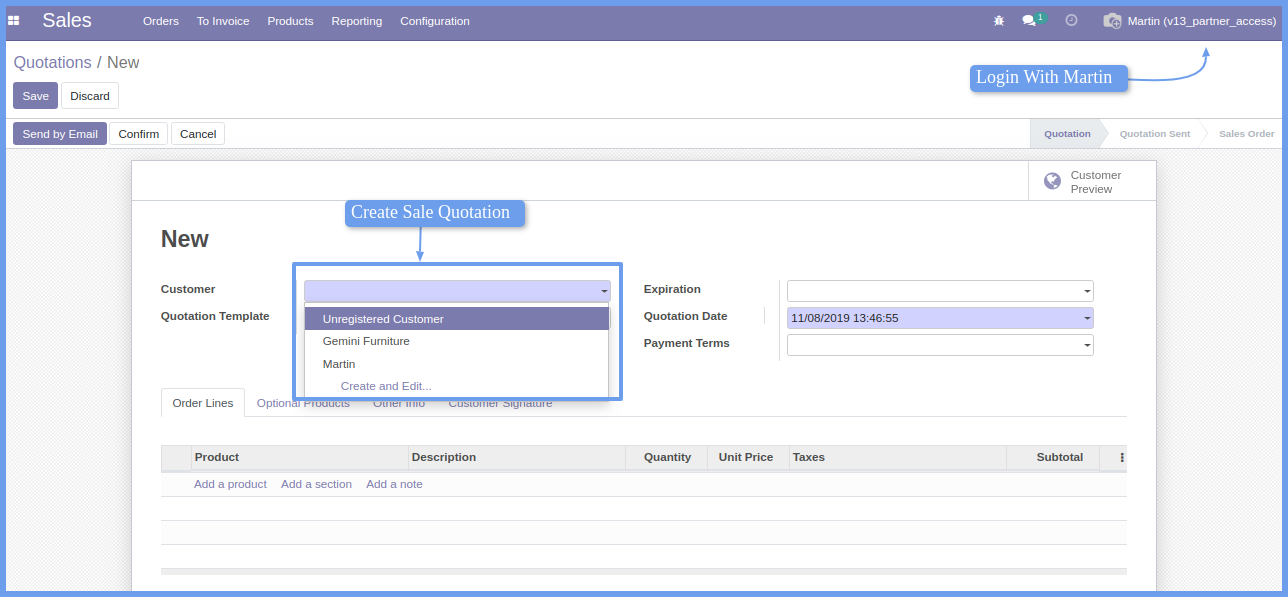 Sales Orders To Invoice Products Reporting Configuration 1 Martin (v13_partner_access)
Quotations / New
Login With Martin
Save Discard
Send by Email Confirm Cancel Quotation Quotation Sent Sales Order
Customer
Preview
Create Sale Quotation
New
Customer Expiration
Quotation Template Unregistered Customer Quotation Date 11/08/2019 13:46:55
Gemini Furniture Payment Terms
Martin
Create and Edit...
Order Lines Optional Products Other Info Customer Signature
Product Description Quantity Unit Price Taxes Subtotal
Add a product Add a section Add a note